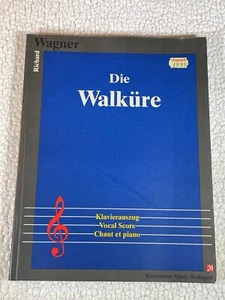 Richard
Wagner
Die
Walküre
Klavierauszug
Vocal Score
Chant et piano
Könemann Music Budapest